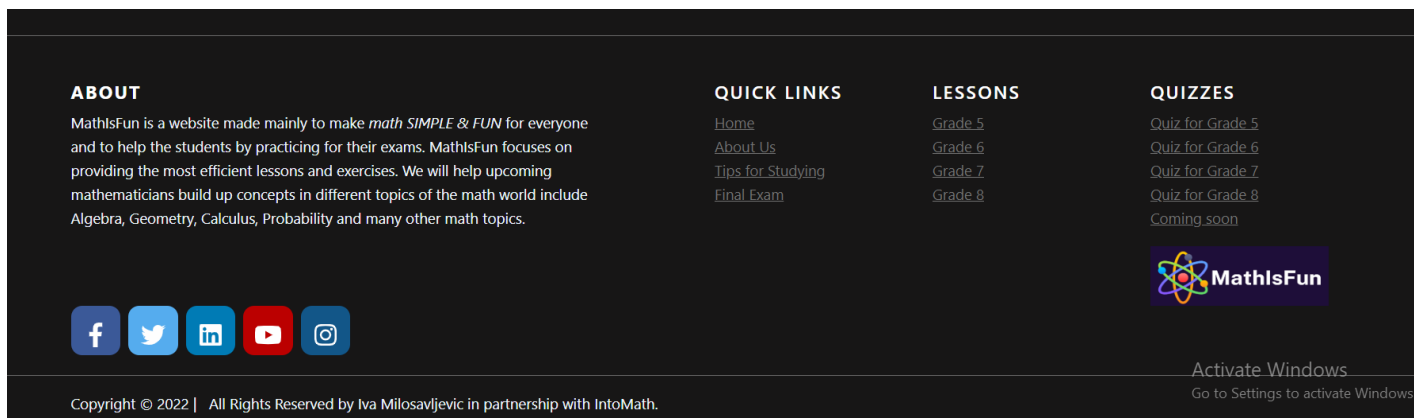 ABOUT
MathIsFun is a website made mainly to make math SIMPLE & FUN for everyone
and to help the students by practicing for their exams. MathIsFun focuses on
providing the most efficient lessons and exercises. We will help upcoming
mathematicians build up concepts in different topics of the math world include
Algebra, Geometry, Calculus, Probability and many other math topics.
QUICK LINKS
Home
About Us
Tips for Studying
Final Exam
LESSONS
Grade 5
Grade 6
Grade 7
Grade 8
QUIZZES
Quiz for Grade 5
Quiz for Grade 6
Quiz for Grade 7
Quiz for Grade 8
Coming soon
MathIsFun
f
in
Activate Windows
Go to Settings to activate Windows
Copyright © 2022 | All Rights Reserved by Iva Milosavljevic in partnership with IntoMath.